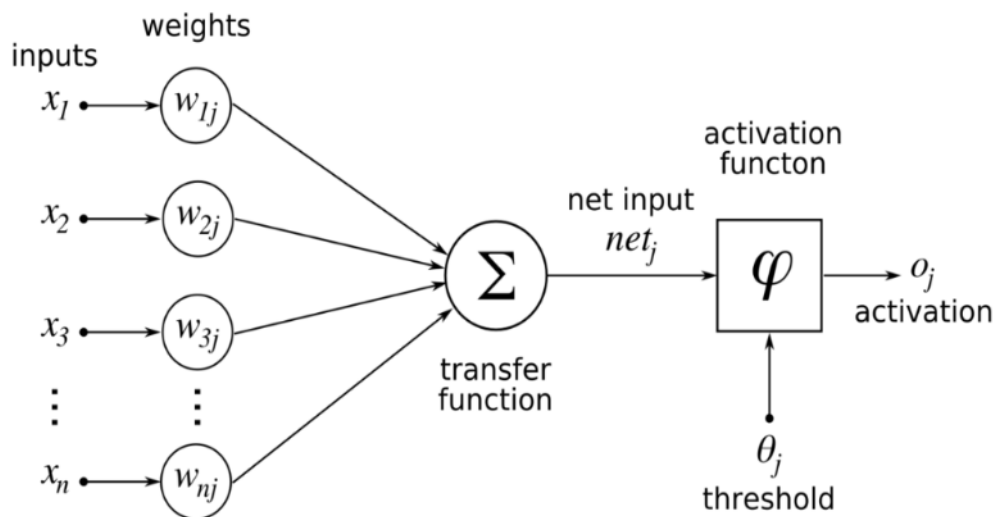 weights
inputs
x1
w1j
x2
w2j
x3
w3j
⋮
⋮
xn
wnj
Σ
transfer
function
net input
netj
activation
functon
φ
oj
activation
θj
threshold